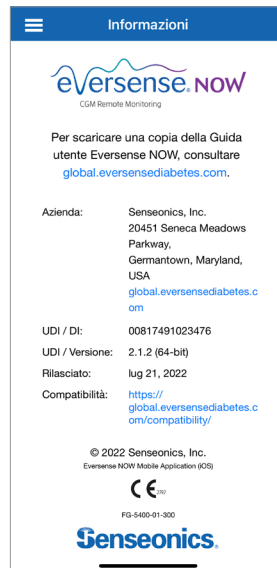 Informazioni
eversense. NOW
CGM Remote Monitoring
Per scaricare una copia della Guida
utente Eversense NOW, consultare
global.eversensediabetes.com.
Azienda: Senseonics, Inc.
20451 Seneca Meadows
Parkway,
Germantown, Maryland,
USA
global.eversensediabetes.c
om
UDI / DI: 00817491023476
UDI / Versione: 2.1.2 (64-bit)
Rilasciato: lug 21, 2022
Compatibilità: https://
global.eversensediabetes.c
om/compatibility/
© 2022 Senseonics, Inc.
Eversense NOW Mobile Application (iOS)
CE 2797
FG-5400-01-300
Senseonics.